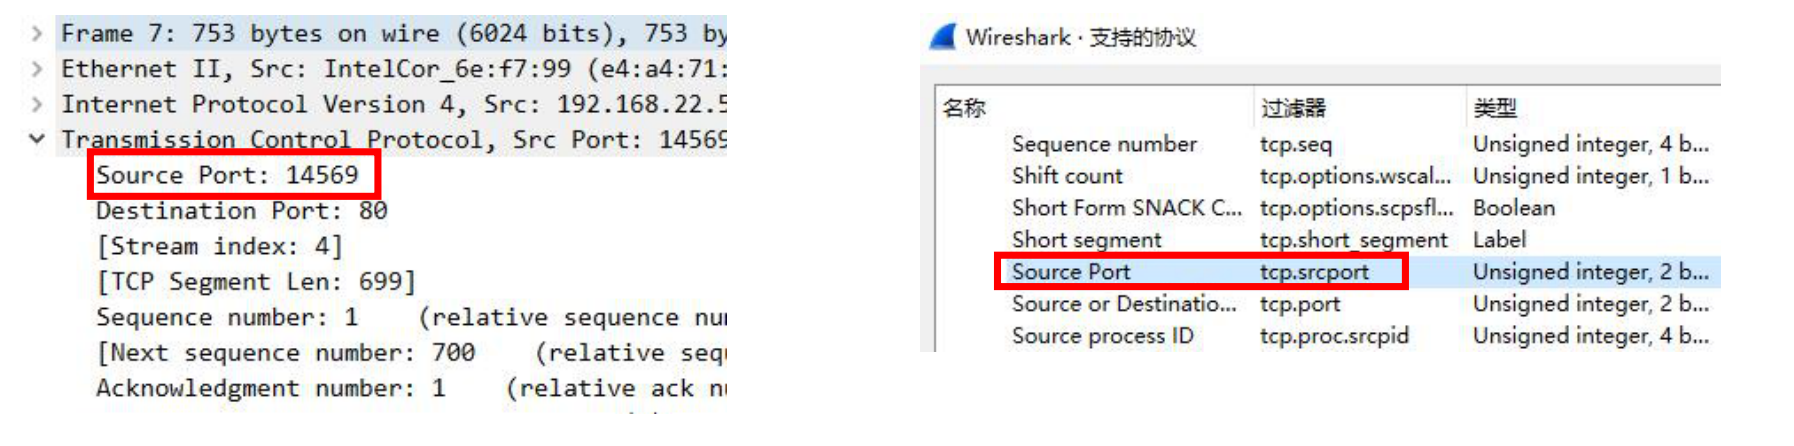 Frame 7: 753 bytes on wire (6024 bits), 753 by
Ethernet II, Src: IntelCor_6e:f7:99 (e4:a4:71:
Internet Protocol Version 4, Src: 192.168.22.5
Transmission Control Protocol, Src Port: 14569
Source Port: 14569
Destination Port: 80
[Stream index: 4]
[TCP Segment Len: 699]
Sequence number: 1 (relative sequence nu
[Next sequence number: 700 (relative seq
Acknowledgment number: 1 (relative ack n
Wireshark · 支持的协议
名称 过滤器 类型
Sequence number tcp.seq Unsigned integer, 4 b...
Shift count tcp.options.wscal... Unsigned integer, 1 b...
Short Form SNACK C... tcp.options.scpsfl... Boolean
Short segment tcp.short_segment Label
Source Port tcp.srcport Unsigned integer, 2 b...
Source or Destinatio... tcp.port Unsigned integer, 2 b...
Source process ID tcp.proc.srcpid Unsigned integer, 4 b...